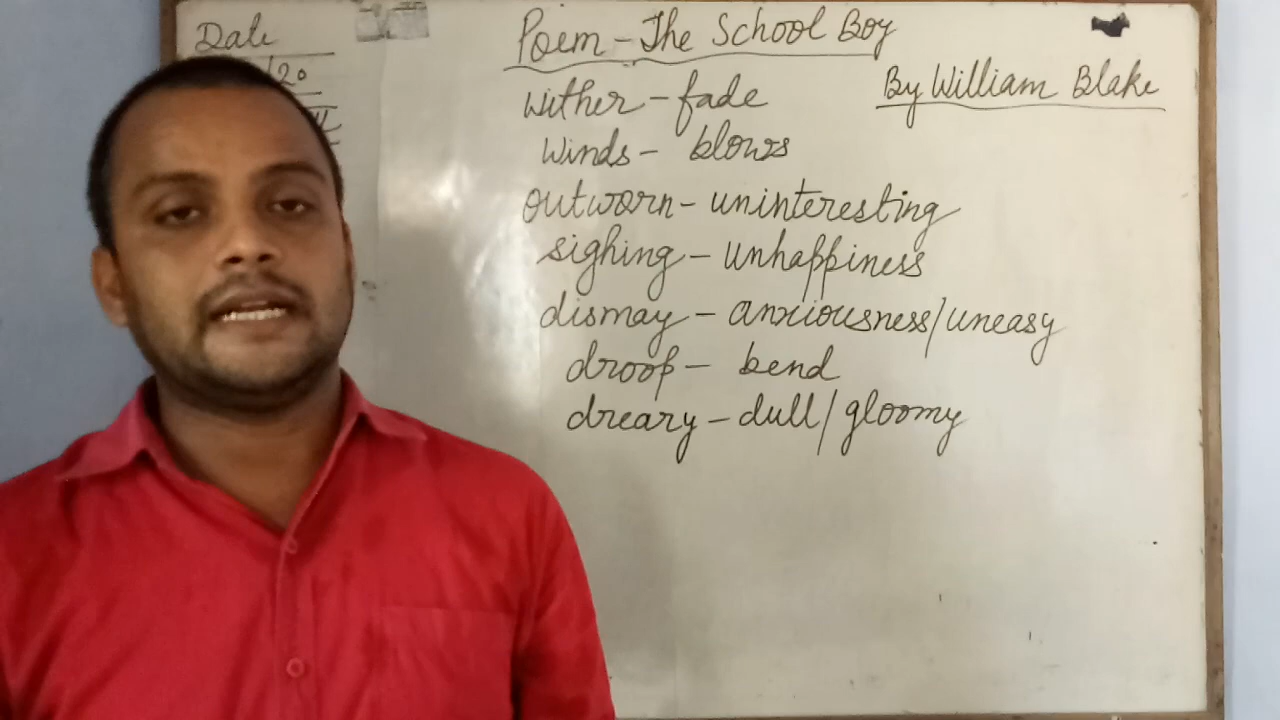 Date
/20
Poem - The School Boy
By William Blake
wither - fade
winds - blows
outworn - uninteresting
sighing - unhappiness
dismay - anxiousness/uneasy
droop - bend
dreary - dull/gloomy